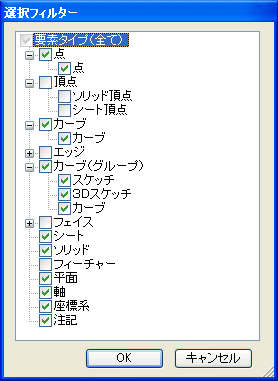 選択フィルター
要素タイプ(全て)
点
点
頂点
ソリッド頂点
シート頂点
カーブ
カーブ
エッジ
カーブ(グループ)
スケッチ
3Dスケッチ
カーブ
フェイス
シート
ソリッド
フィーチャー
平面
軸
座標系
注記
OK
キャンセル